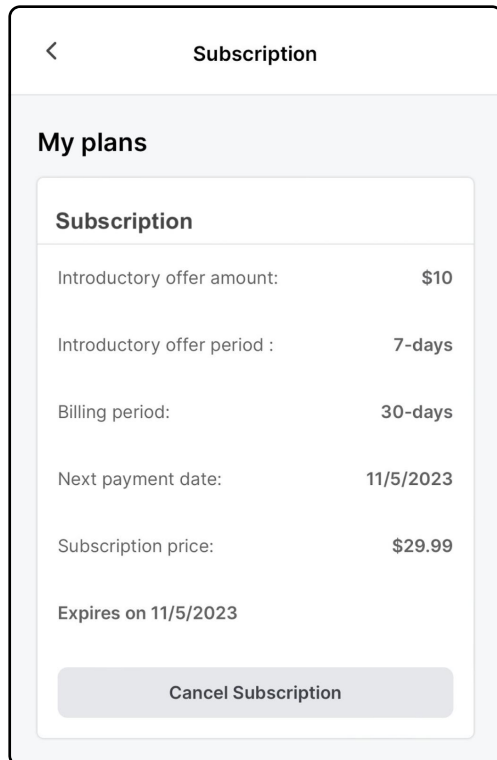 Subscription
My plans
Subscription
Introductory offer amount: $10
Introductory offer period : 7-days
Billing period: 30-days
Next payment date: 11/5/2023
Subscription price: $29.99
Expires on 11/5/2023
Cancel Subscription